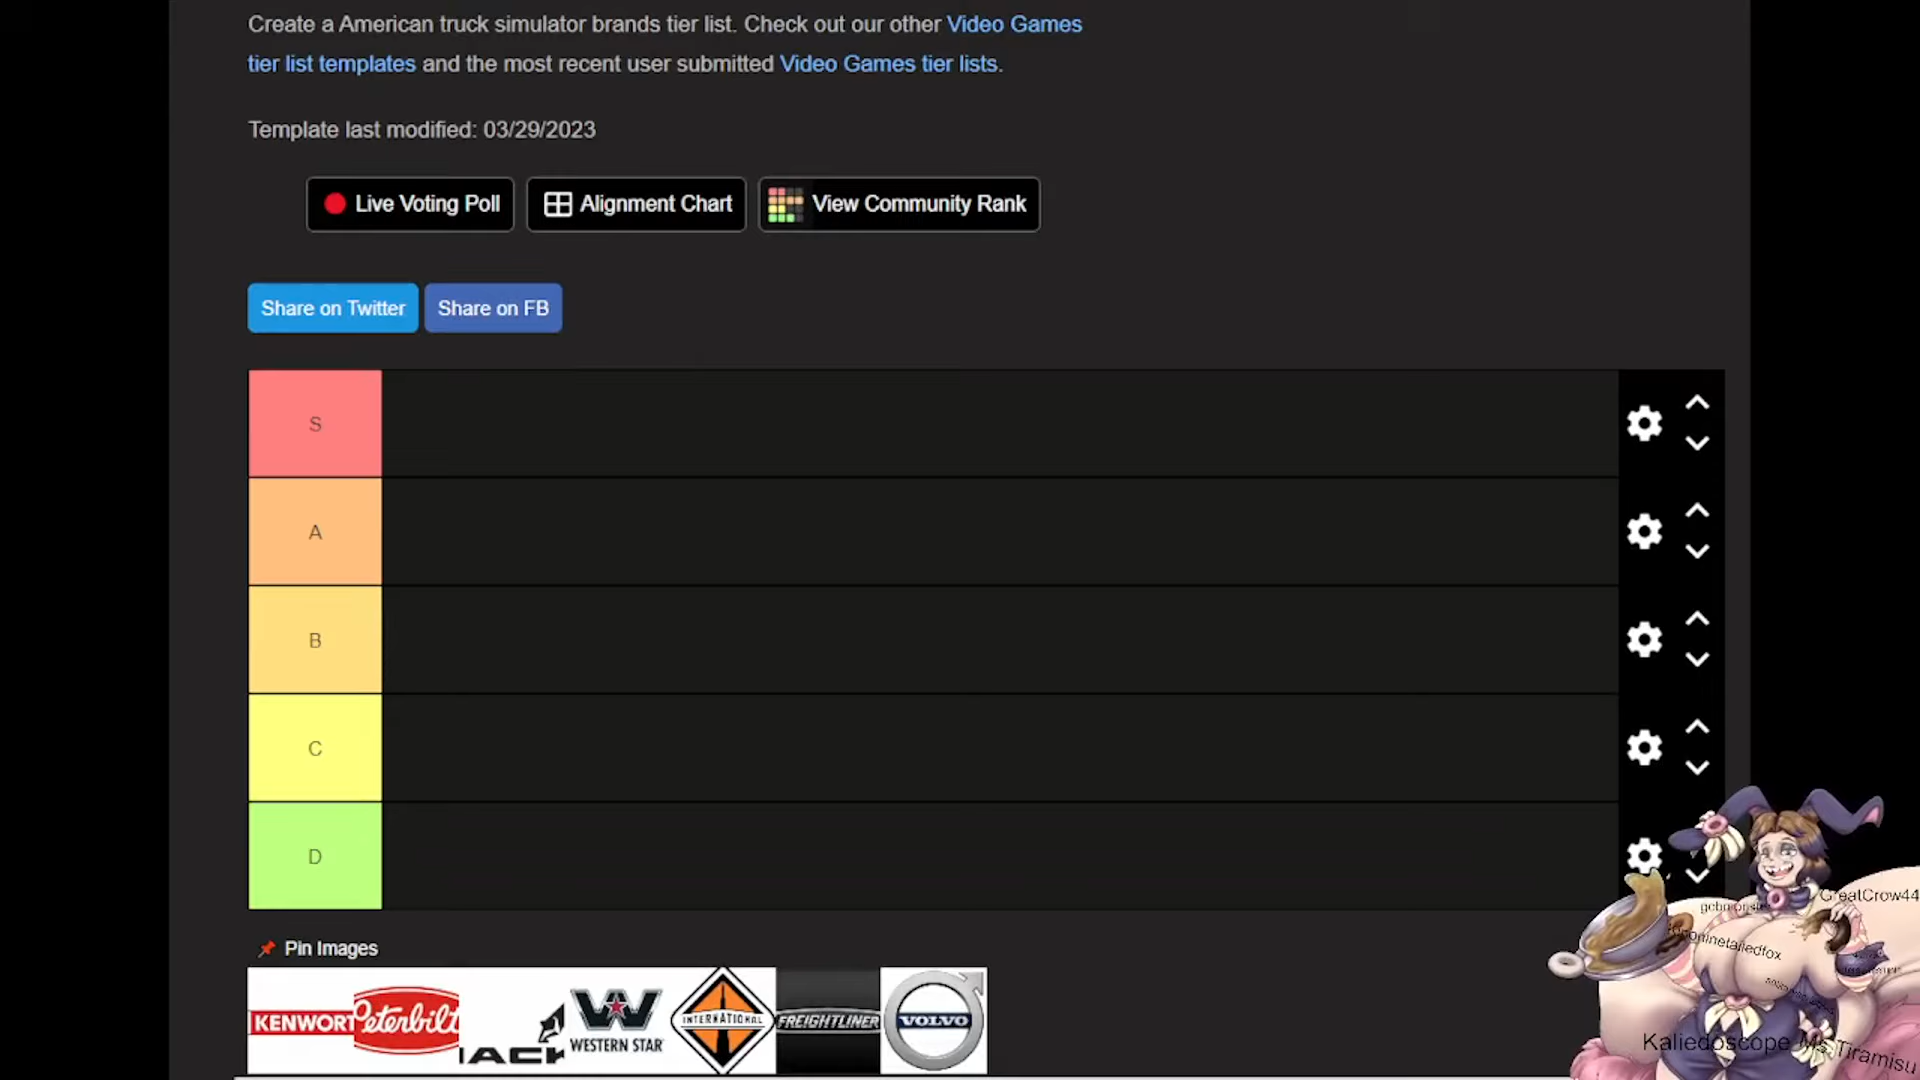 Create a American truck simulator brands tier list. Check out our other Video Games
tier list templates and the most recent user submitted Video Games tier lists.
Template last modified: 03/29/2023
Live Voting Poll
Alignment Chart
View Community Rank
Share on Twitter
Share on FB
S
A
B
C
D
Pin Images
KENWORT
Peterbilt
WESTERN STAR
INTERNATIONAL
FREIGHTLINER
VOLVO
GreatCrow44
Kaliedoscope
Ms Tiramisu